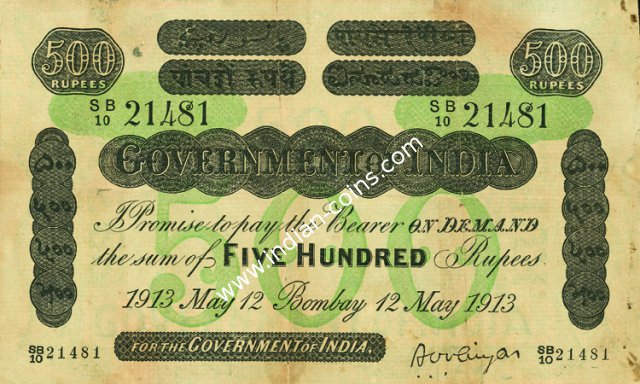 500 RUPEES
500 RUPEES
SB/10 21481
SB/10 21481
GOVERNMENT OF INDIA
I Promise to pay the Bearer ON DEMAND
the sum of FIVE HUNDRED Rupees.
500
1913 May 12 Bombay 12 May 1913
FOR THE GOVERNMENT OF INDIA.
SB/10 21481
SB/10 21481
www.indian-coins.com